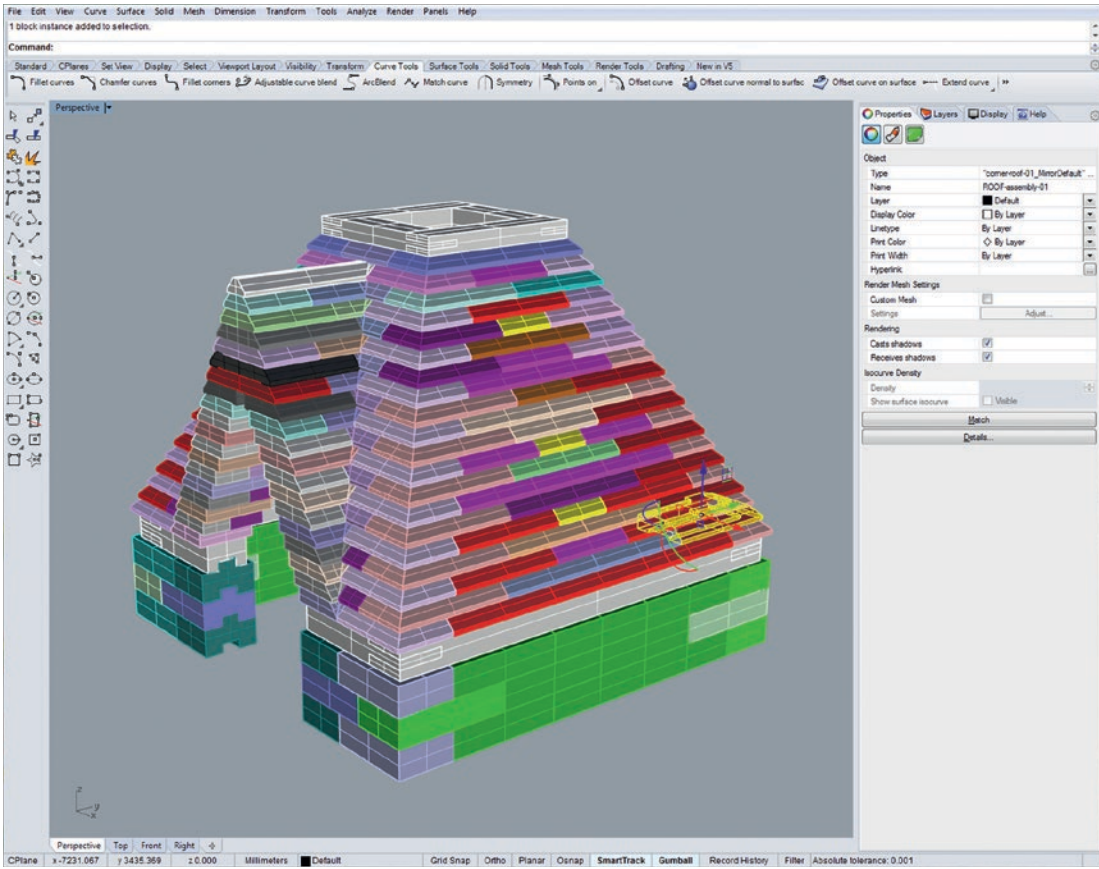 File Edit View Curve Surface Solid Mesh Dimension Transform Tools Analyze Render Panels Help
1 block instance added to selection.
Command:
Standard CPlanes Set View Display Select Viewport Layout Visibility Transform Curve Tools Surface Tools Solid Tools Mesh Tools Render Tools Drafting New in V5
Fillet curves Chamfer curves Fillet corners Adjustable curve blend ArcBlend Match curve Symmetry Points on Offset curve Offset curve normal to surfac Offset curve on surface Extend curve »
Perspective
Properties Layers Display Help
Object
Type "corner-roof-01_MirrorDefault" ...
Name ROOF-assembly-01
Layer Default
Display Color By Layer
Linetype By Layer
Print Color By Layer
Print Width By Layer
Hyperlink ...
Render Mesh Settings
Custom Mesh
Settings Adjust...
Rendering
Casts shadows
Receives shadows
Isocurve Density
Density
Show surface isocurve Visible
Match
Details...
z
y
x
Perspective Top Front Right
CPlane x -7231.067 y 3435.369 z 0.000 Millimeters Default Grid Snap Ortho Planar Osnap SmartTrack Gumball Record History Filter Absolute tolerance: 0.001